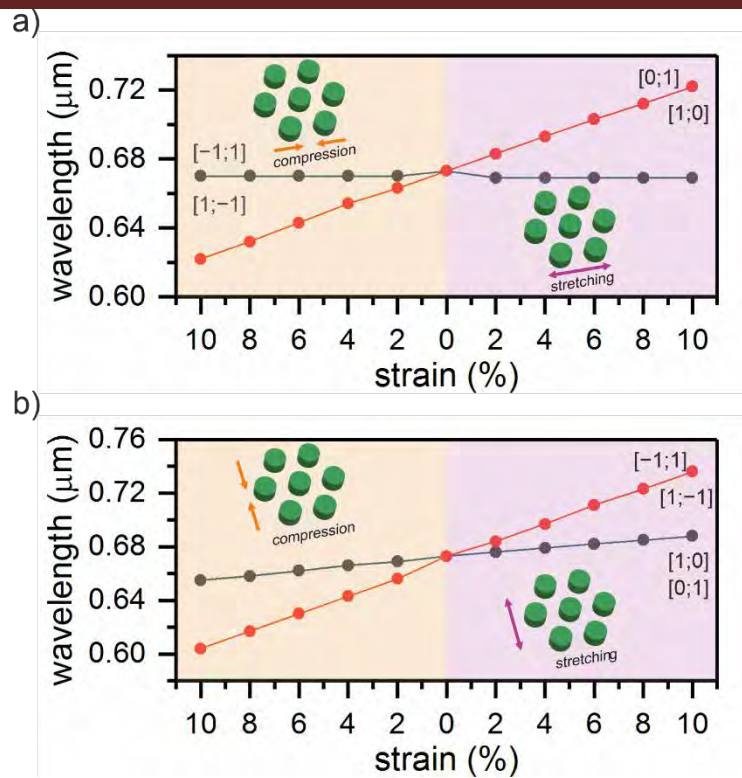 a)
wavelength (μm)
0.72
0.68
0.64
0.60
[−1;1]
[1;−1]
compression
[0;1]
[1;0]
stretching
10 8 6 4 2 0 2 4 6 8 10
strain (%)
b)
wavelength (μm)
0.76
0.72
0.68
0.64
0.60
compression
[−1;1]
[1;−1]
[1;0]
[0;1]
stretching
10 8 6 4 2 0 2 4 6 8 10
strain (%)